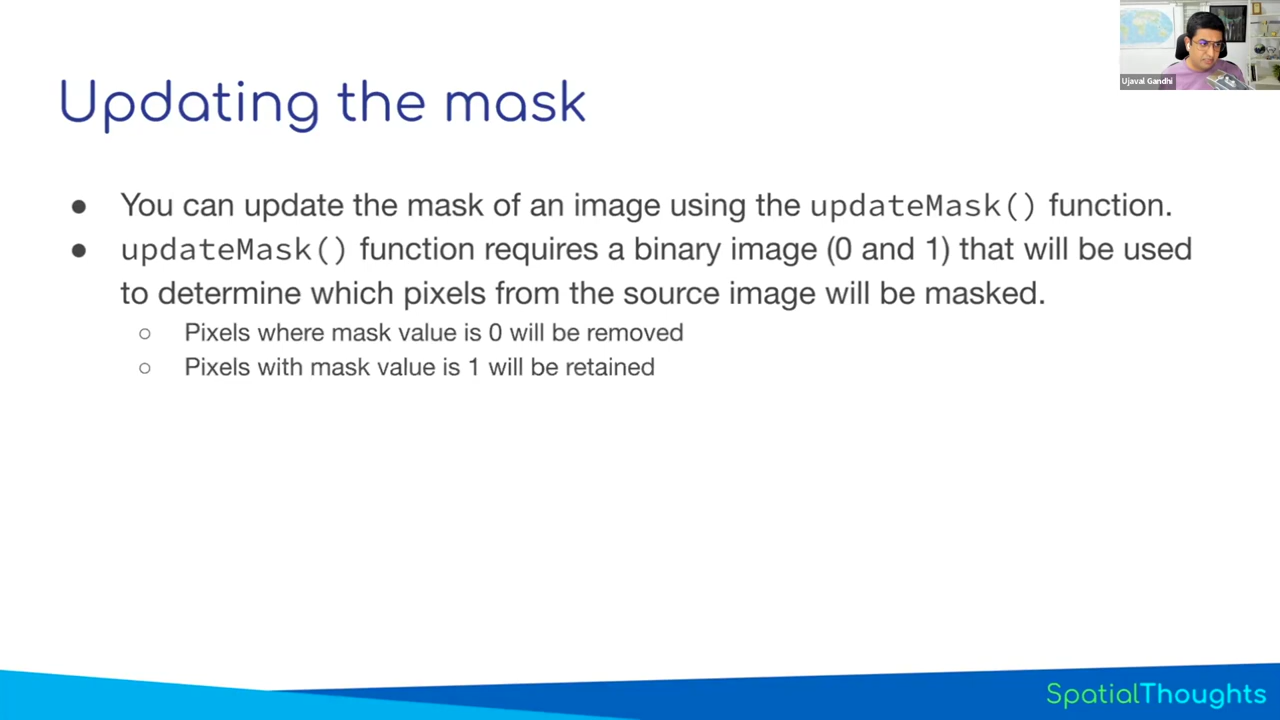 Ujaval Gandhi
Updating the mask
● You can update the mask of an image using the updateMask() function.
● updateMask() function requires a binary image (0 and 1) that will be used
to determine which pixels from the source image will be masked.
○ Pixels where mask value is 0 will be removed
○ Pixels with mask value is 1 will be retained
SpatialThoughts